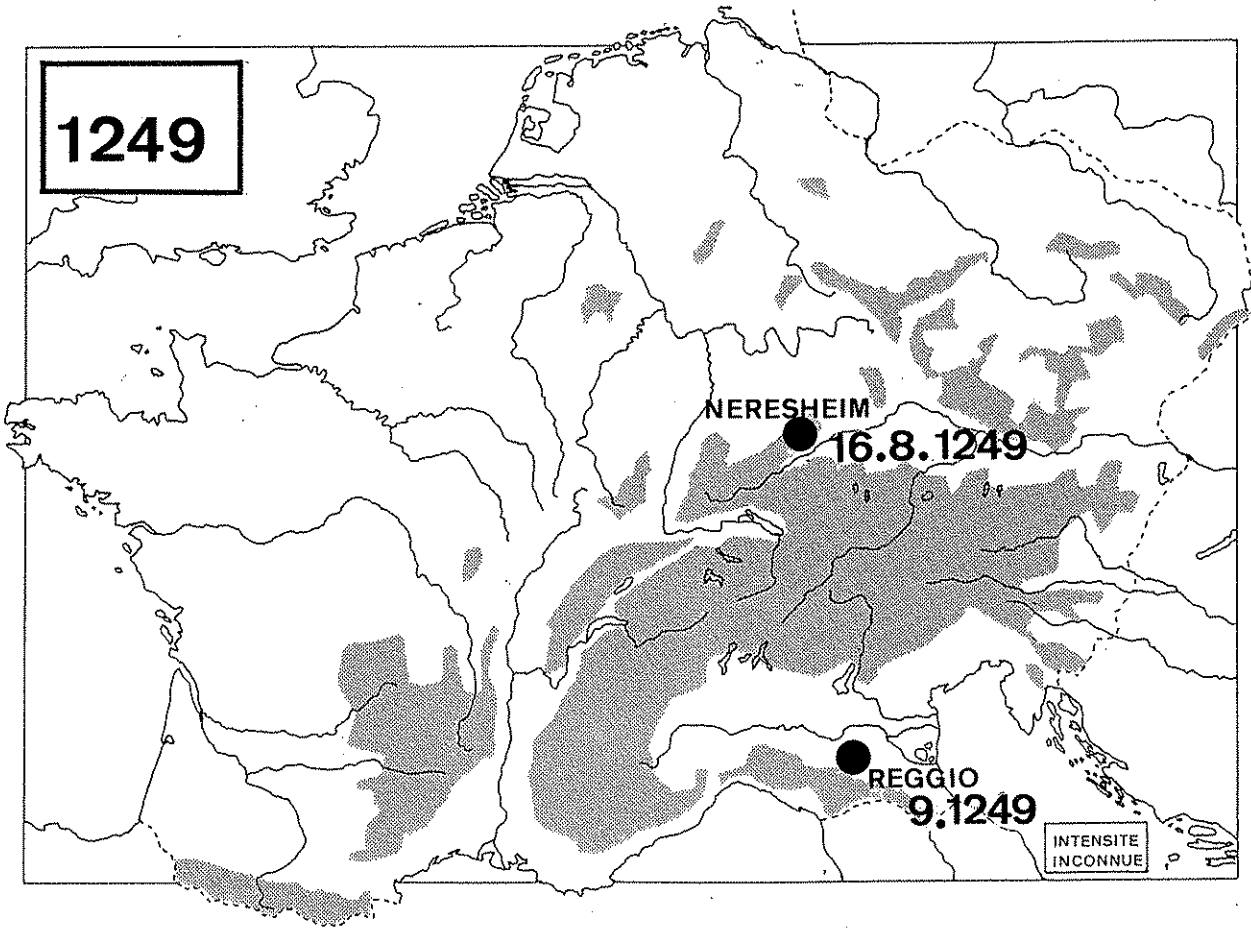 1249
NERESHEIM
16.8.1249
REGGIO
9.1249
INTENSITE
INCONNUE